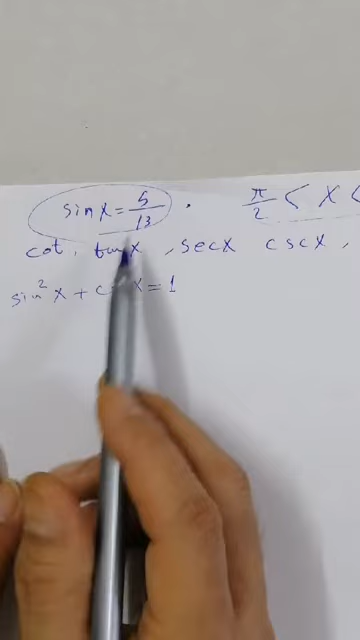 sin x = 5/13 . π/2 < x <
cot, tan x , sec x csc x ,
sin² x + c x = 1